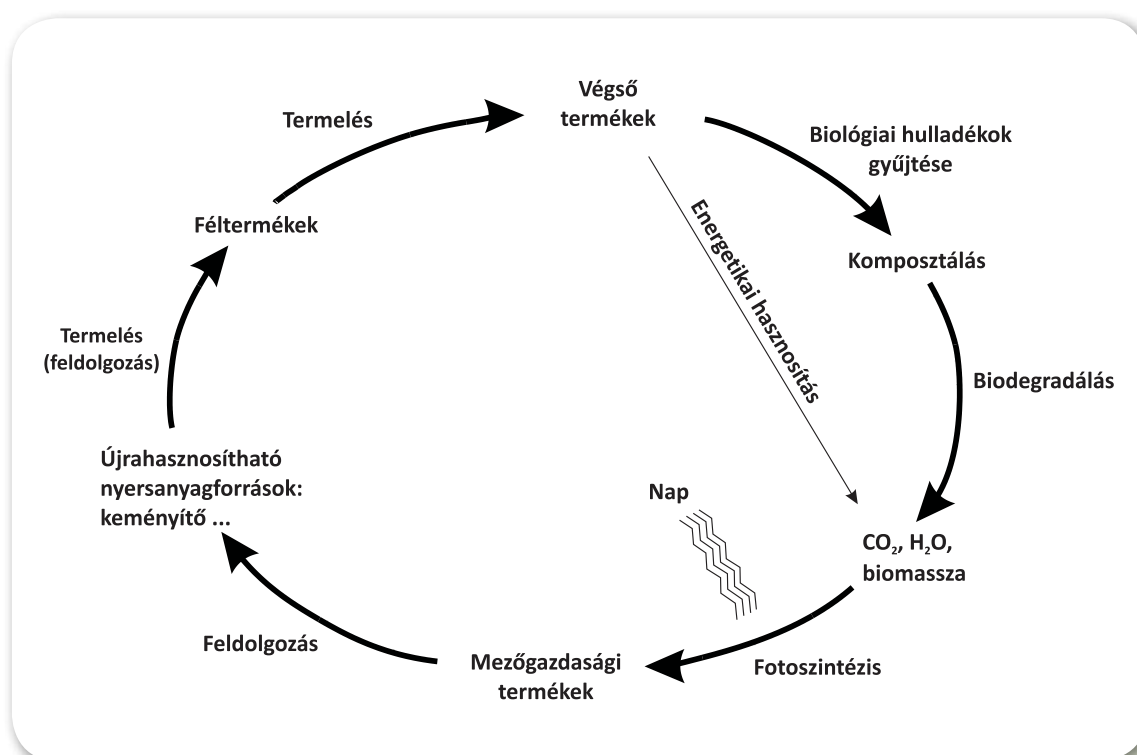 Végső
termékek
Termelés
Biológiai hulladékok
gyűjtése
Féltermékek
Energetikai hasznosítás
Komposztálás
Termelés
(feldolgozás)
Biodegradálás
Újrahasznosítható
nyersanyagforrások:
keményítő ...
Nap
CO₂, H₂O,
biomassza
Feldolgozás
Mezőgazdasági
termékek
Fotoszintézis